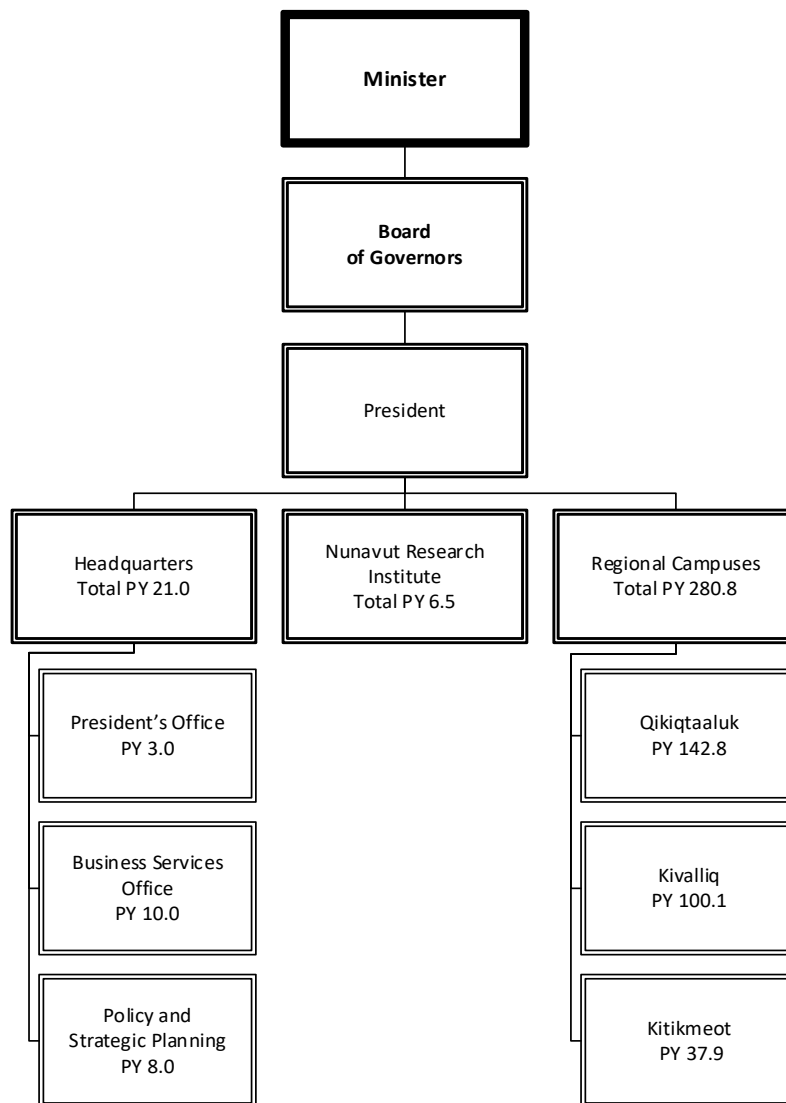 Minister
Board
of Governors
President
Headquarters
Total PY 21.0
Nunavut Research
Institute
Total PY 6.5
Regional Campuses
Total PY 280.8
President’s Office
PY 3.0
Qikiqtaaluk
PY 142.8
Business Services
Office
PY 10.0
Kivalliq
PY 100.1
Policy and
Strategic Planning
PY 8.0
Kitikmeot
PY 37.9